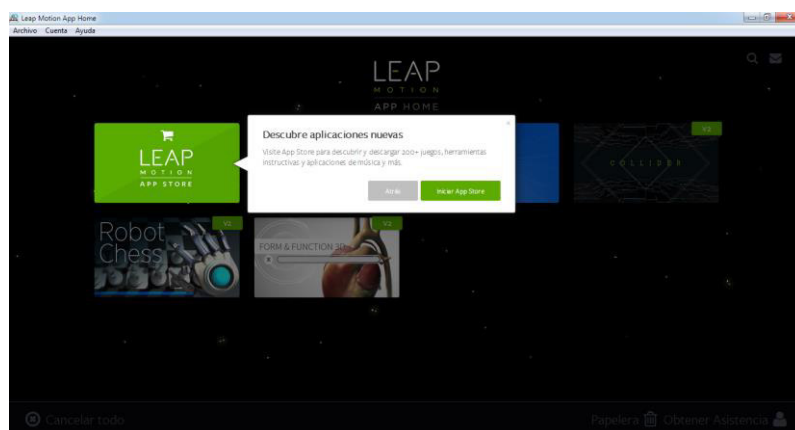 Leap Motion App Home
Archivo Cuenta Ayuda
LEAP
MOTION
APP HOME
LEAP
MOTION
APP STORE
Descubre aplicaciones nuevas
Visite App Store para descubrir y descargar 200+ juegos, herramientas
instructivas y aplicaciones de música y más.
Atrás
Iniciar App Store
V2
COLLIDER
Robot
Chess
V2
FORM & FUNCTION 3D
V2
Cancelar todo
Papelera
Obtener Asistencia